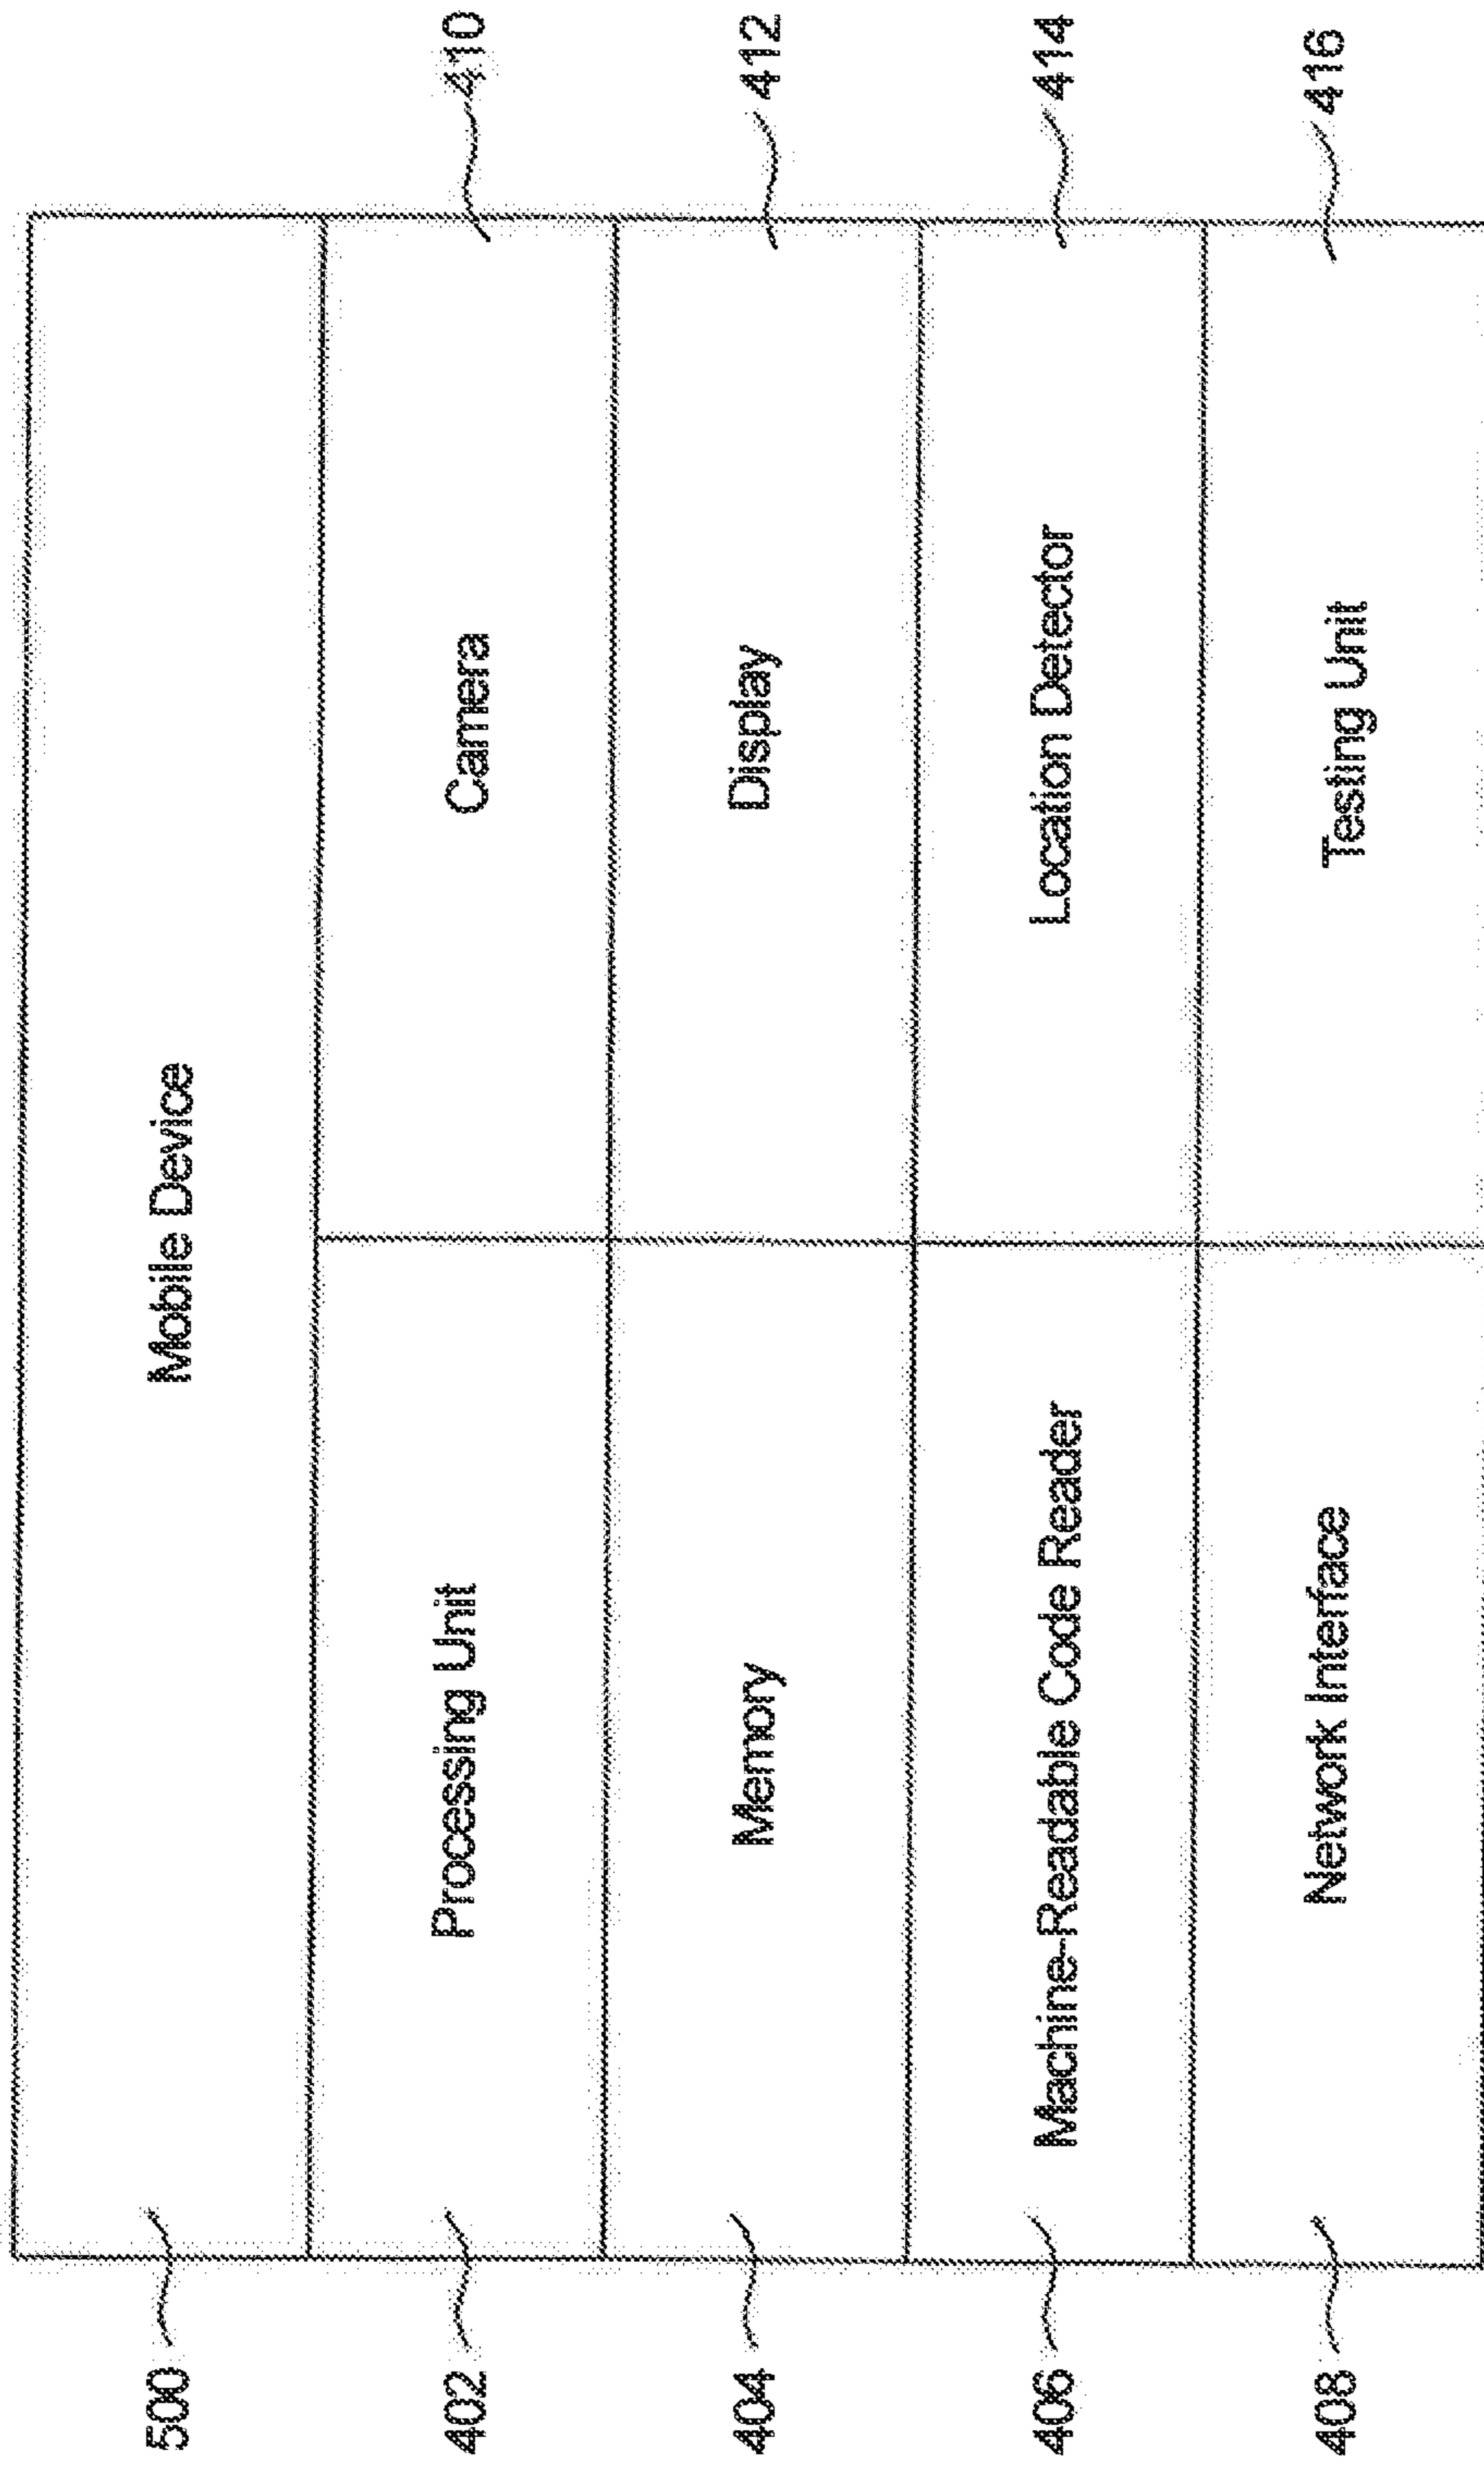 500 Mobile Device
402 Processing Unit Camera 410
404 Memory Display 412
406 Machine-Readable Code Reader Location Detector 414
408 Network Interface Testing Unit 416